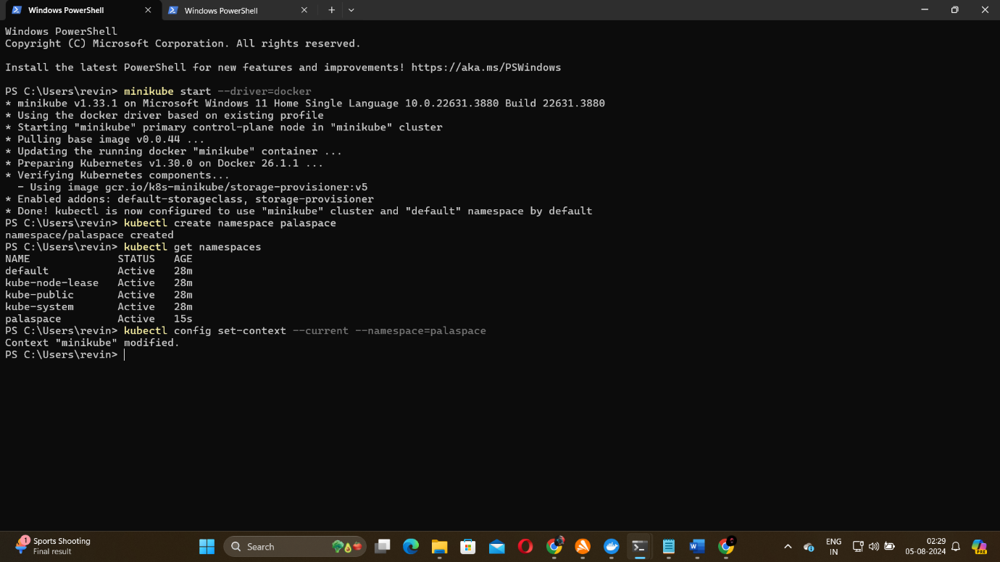 Windows PowerShell
Windows PowerShell
Windows PowerShell
Copyright (C) Microsoft Corporation. All rights reserved.
Install the latest PowerShell for new features and improvements! https://aka.ms/PSWindows
PS C:\Users\revin> minikube start --driver=docker
* minikube v1.33.1 on Microsoft Windows 11 Home Single Language 10.0.22631.3880 Build 22631.3880
* Using the docker driver based on existing profile
* Starting "minikube" primary control-plane node in "minikube" cluster
* Pulling base image v0.0.44 ...
* Updating the running docker "minikube" container ...
* Preparing Kubernetes v1.30.0 on Docker 26.1.1 ...
* Verifying Kubernetes components...
  - Using image gcr.io/k8s-minikube/storage-provisioner:v5
* Enabled addons: default-storageclass, storage-provisioner
* Done! kubectl is now configured to use "minikube" cluster and "default" namespace by default
PS C:\Users\revin> kubectl create namespace palaspace
namespace/palaspace created
PS C:\Users\revin> kubectl get namespaces
NAME              STATUS   AGE
default           Active   28m
kube-node-lease   Active   28m
kube-public       Active   28m
kube-system       Active   28m
palaspace         Active   15s
PS C:\Users\revin> kubectl config set-context --current --namespace=palaspace
Context "minikube" modified.
PS C:\Users\revin>
1
Sports Shooting
Final result
Search
W
ENG
IN
02:29
05-08-2024
PRE